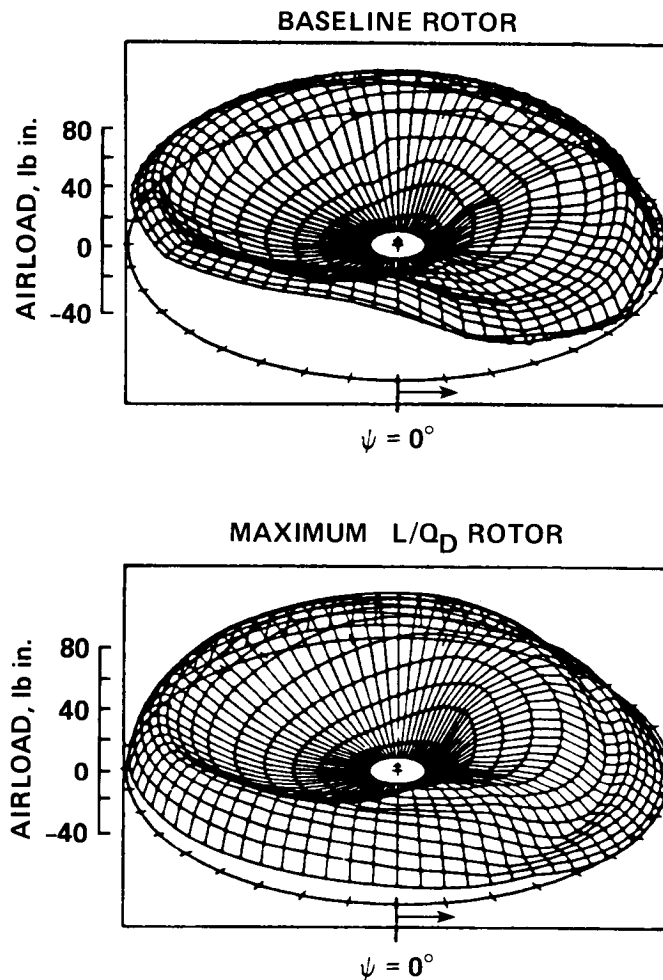 BASELINE ROTOR
80
40
0
-40
AIRLOAD, lb in.
ψ = 0°
MAXIMUM L/Q_D ROTOR
80
40
0
-40
AIRLOAD, lb in.
ψ = 0°